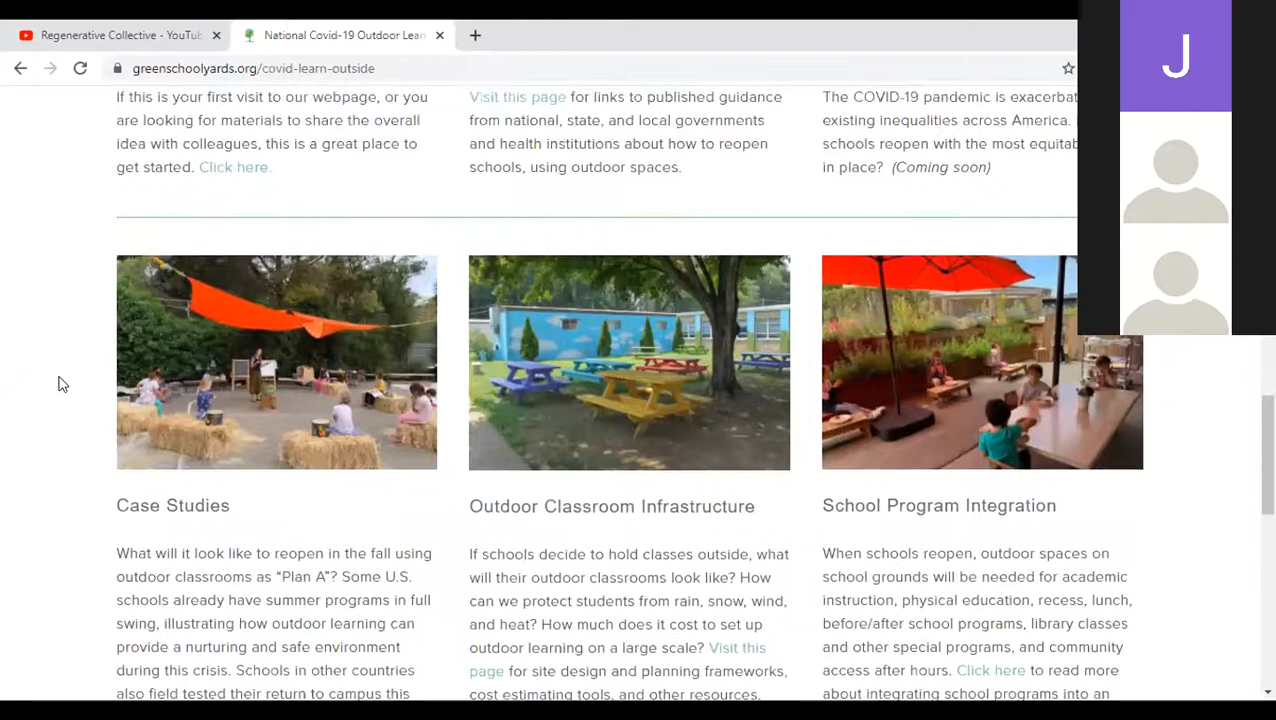 Regenerative Collective - YouTu
National Covid-19 Outdoor Lear
greenschoolyards.org/covid-learn-outside
J
If this is your first visit to our webpage, or you
are looking for materials to share the overall
idea with colleagues, this is a great place to
get started. Click here.
Visit this page for links to published guidance
from national, state, and local governments
and health institutions about how to reopen
schools, using outdoor spaces.
The COVID-19 pandemic is exacerbat
existing inequalities across America.
schools reopen with the most equitab
in place? (Coming soon)
Case Studies
What will it look like to reopen in the fall using
outdoor classrooms as “Plan A”? Some U.S.
schools already have summer programs in full
swing, illustrating how outdoor learning can
provide a nurturing and safe environment
during this crisis. Schools in other countries
also field tested their return to campus this
Outdoor Classroom Infrastructure
If schools decide to hold classes outside, what
will their outdoor classrooms look like? How
can we protect students from rain, snow, wind,
and heat? How much does it cost to set up
outdoor learning on a large scale? Visit this
page for site design and planning frameworks,
cost estimating tools, and other resources.
School Program Integration
When schools reopen, outdoor spaces on
school grounds will be needed for academic
instruction, physical education, recess, lunch,
before/after school programs, library classes
and other special programs, and community
access after hours. Click here to read more
about integrating school programs into an